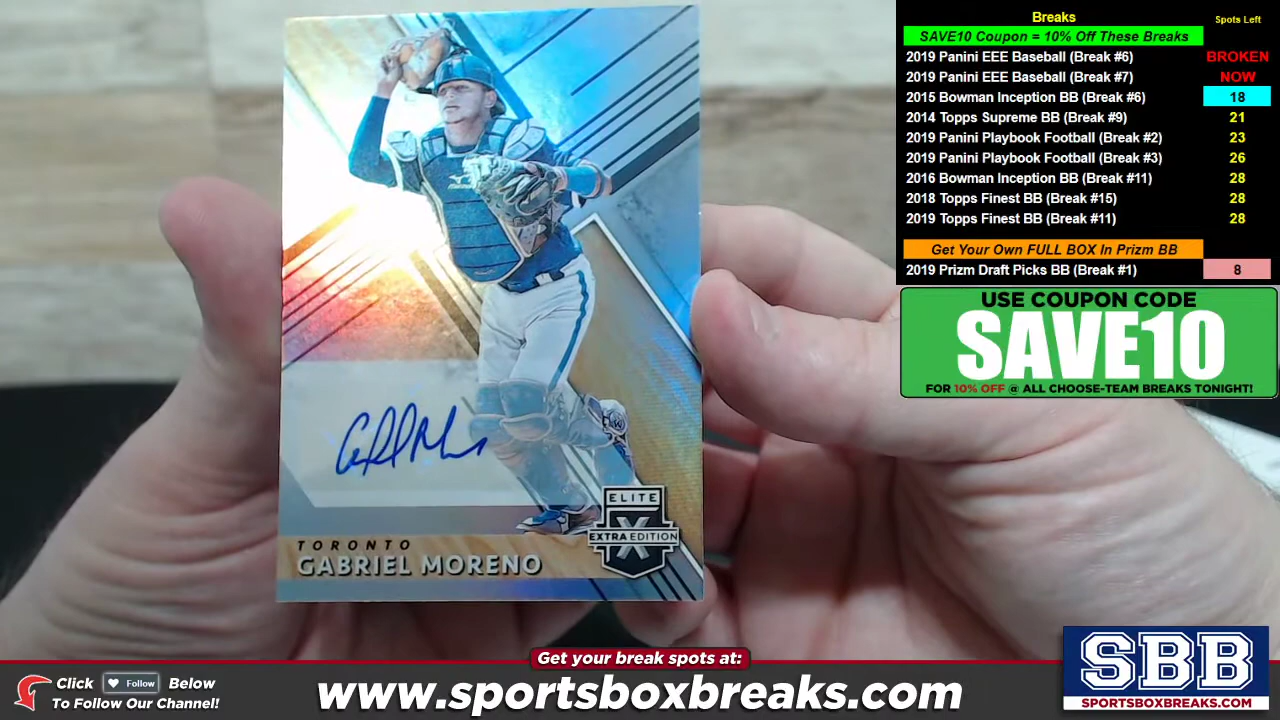 Breaks Spots Left
SAVE10 Coupon = 10% Off These Breaks
2019 Panini EEE Baseball (Break #6) BROKEN
2019 Panini EEE Baseball (Break #7) NOW
2015 Bowman Inception BB (Break #6) 18
2014 Topps Supreme BB (Break #9) 21
2019 Panini Playbook Football (Break #2) 23
2019 Panini Playbook Football (Break #3) 26
2016 Bowman Inception BB (Break #11) 28
2018 Topps Finest BB (Break #15) 28
2019 Topps Finest BB (Break #11) 28
Get Your Own FULL BOX In Prizm BB
2019 Prizm Draft Picks BB (Break #1) 8
USE COUPON CODE
SAVE10
FOR 10% OFF @ ALL CHOOSE-TEAM BREAKS TONIGHT!
ELITE
X
EXTRA EDITION
TORONTO
GABRIEL MORENO
Get your break spots at:
Click Follow Below
To Follow Our Channel!
www.sportsboxbreaks.com
SBB
SPORTSBOXBREAKS.COM